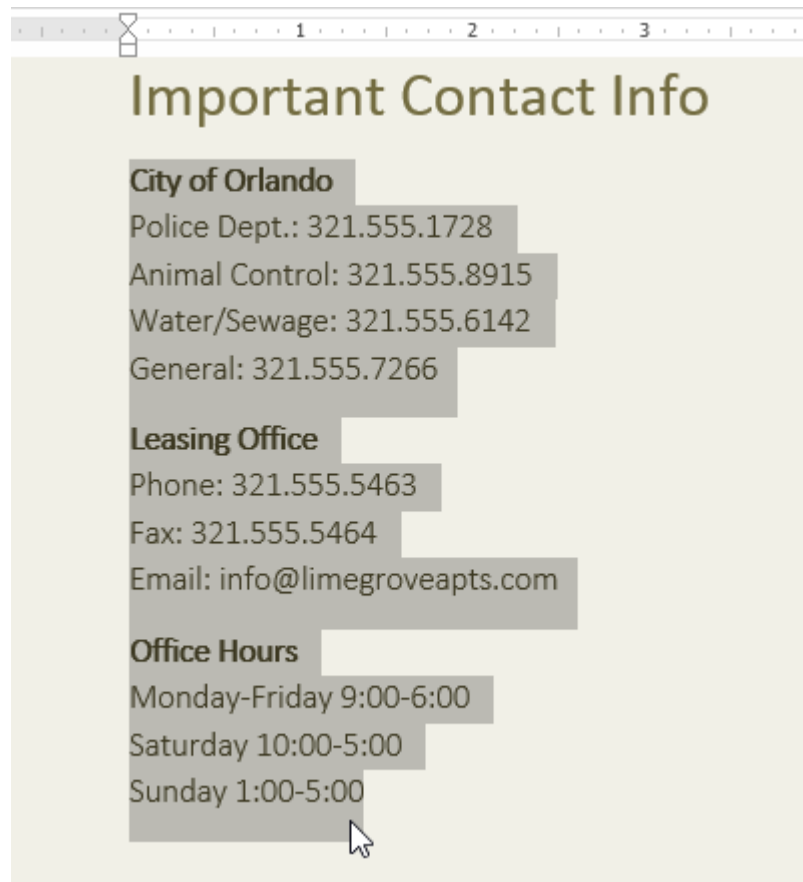 1 2 3
Important Contact Info
City of Orlando
Police Dept.: 321.555.1728
Animal Control: 321.555.8915
Water/Sewage: 321.555.6142
General: 321.555.7266
Leasing Office
Phone: 321.555.5463
Fax: 321.555.5464
Email: info@limegroveapts.com
Office Hours
Monday-Friday 9:00-6:00
Saturday 10:00-5:00
Sunday 1:00-5:00